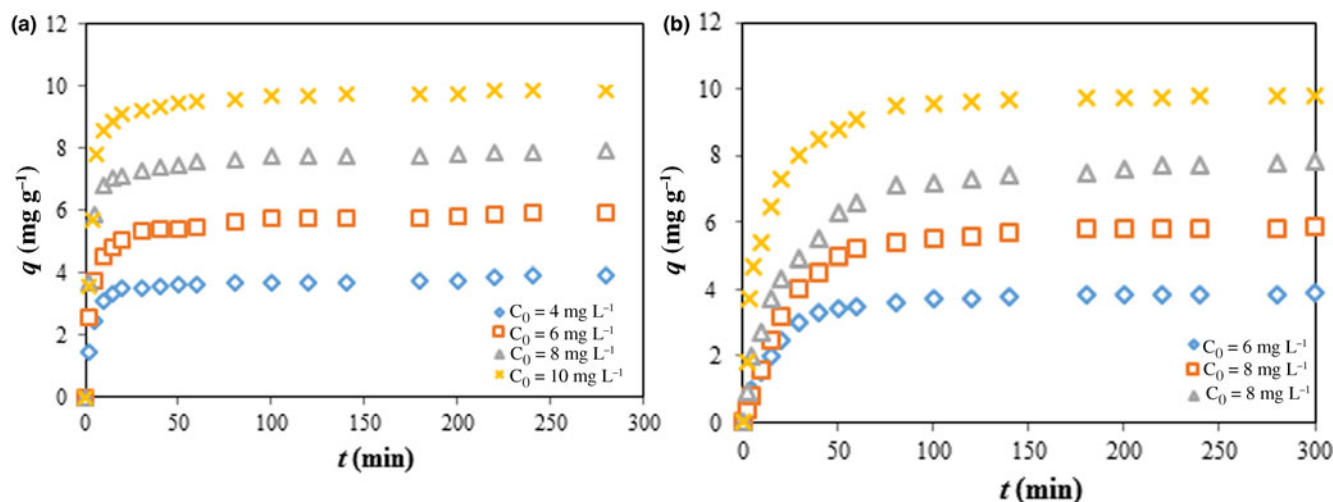 (a)
12
10
8
6
4
2
0
q (mg g⁻¹)
C₀ = 4 mg L⁻¹
C₀ = 6 mg L⁻¹
C₀ = 8 mg L⁻¹
C₀ = 10 mg L⁻¹
0 50 100 150 200 250 300
t (min)
(b)
12
10
8
6
4
2
0
q (mg g⁻¹)
C₀ = 6 mg L⁻¹
C₀ = 8 mg L⁻¹
C₀ = 8 mg L⁻¹
0 50 100 150 200 250 300
t (min)